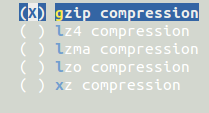 (X) gzip compression
( ) lz4 compression
( ) lzma compression
( ) lzo compression
( ) xz compression